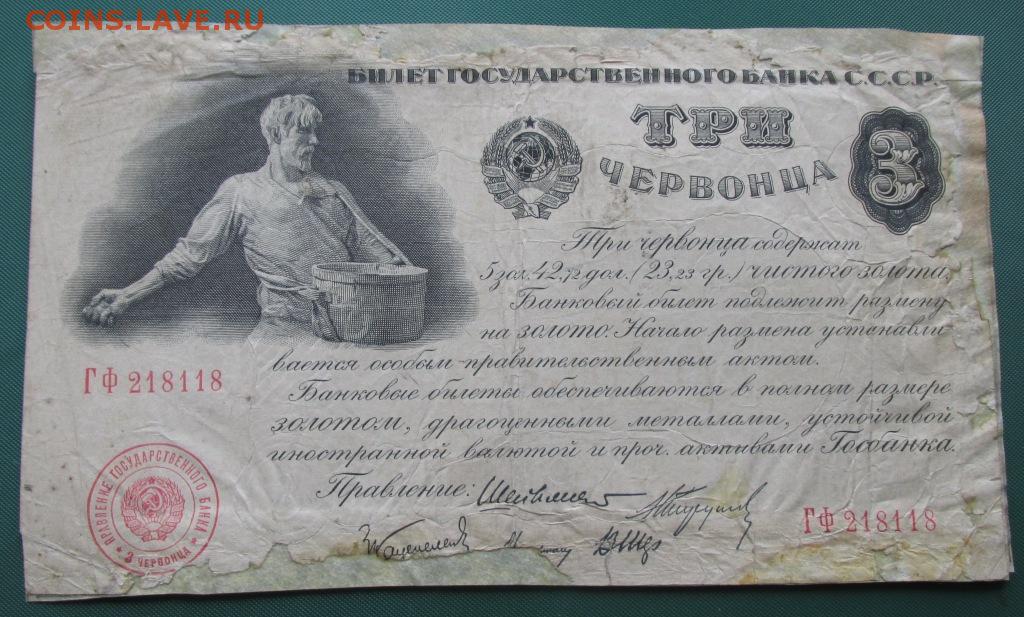 COINS.LAVE.RU
БИЛЕТ ГОСУДАРСТВЕННОГО БАНКА С.С.С.Р.
ТРИ
ЧЕРВОНЦА
3
Три червонца содержат
5 зол. 42,72 дол. (23,23 гр.) чистого золота.
Банковый билет подлежит размену
на золото. Начало размена устанавли-
вается особым правительственным актом.
ГФ 218118
Банковые билеты обеспечиваются в полном размере
золотом, драгоценными металлами, устойчивой
иностранной валютой и проч. активами Госбанка.
Правление:
ПРАВЛЕНИЕ ГОСУДАРСТВЕННОГО БАНКА
3 ЧЕРВОНЦА
ГФ 218118